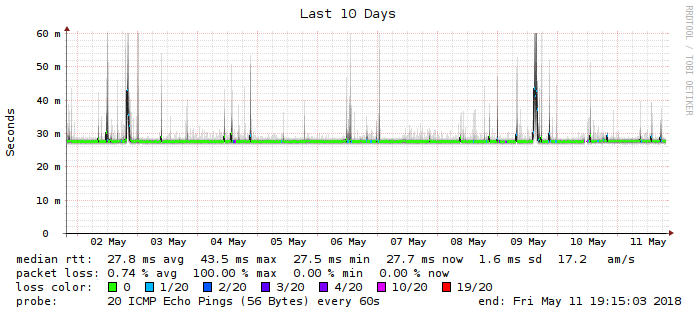 Last 10 Days
RRDTOOL / TOBI OETIKER
Seconds
60 m
50 m
40 m
30 m
20 m
10 m
0
02 May 03 May 04 May 05 May 06 May 07 May 08 May 09 May 10 May 11 May
median rtt: 27.8 ms avg 43.5 ms max 27.5 ms min 27.7 ms now 1.6 ms sd 17.2 am/s
packet loss: 0.74 % avg 100.00 % max 0.00 % min 0.00 % now
loss color: 0 1/20 2/20 3/20 4/20 10/20 19/20
probe: 20 ICMP Echo Pings (56 Bytes) every 60s end: Fri May 11 19:15:03 2018